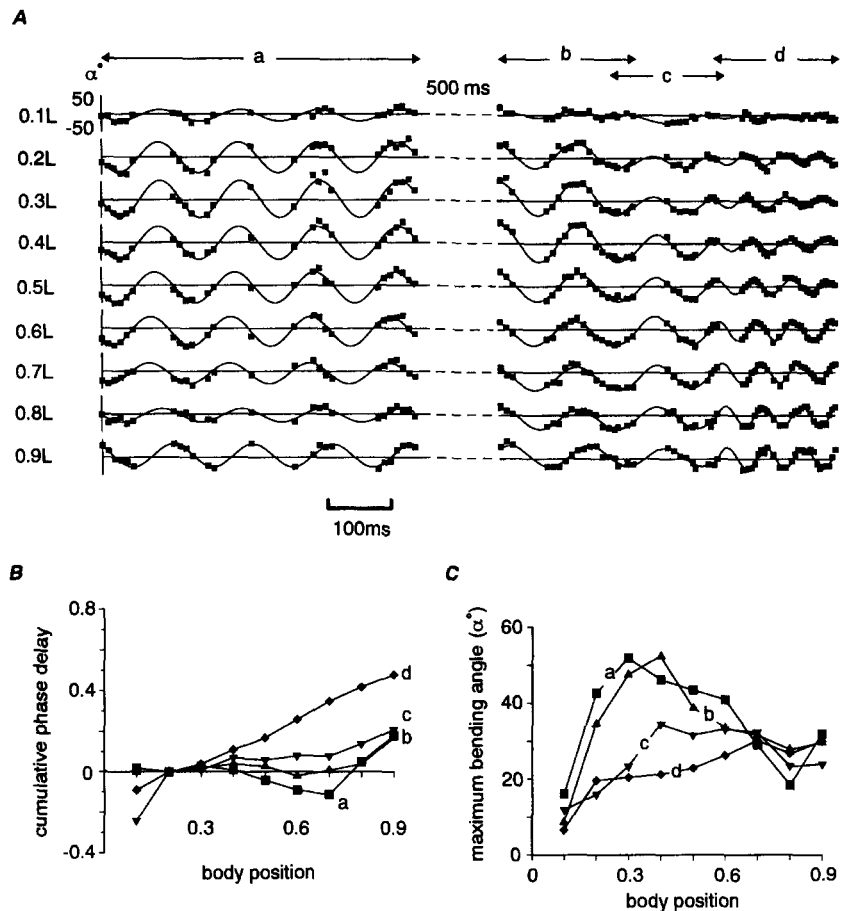 A
a
b
c
d
500 ms
α°
50
-50
0.1L
0.2L
0.3L
0.4L
0.5L
0.6L
0.7L
0.8L
0.9L
100ms
B
cumulative phase delay
0.8
0.4
0
-0.4
0.3
0.6
0.9
d
c
b
a
body position
C
maximum bending angle (α°)
60
40
20
0
0
0.3
0.6
0.9
a
b
c
d
body position